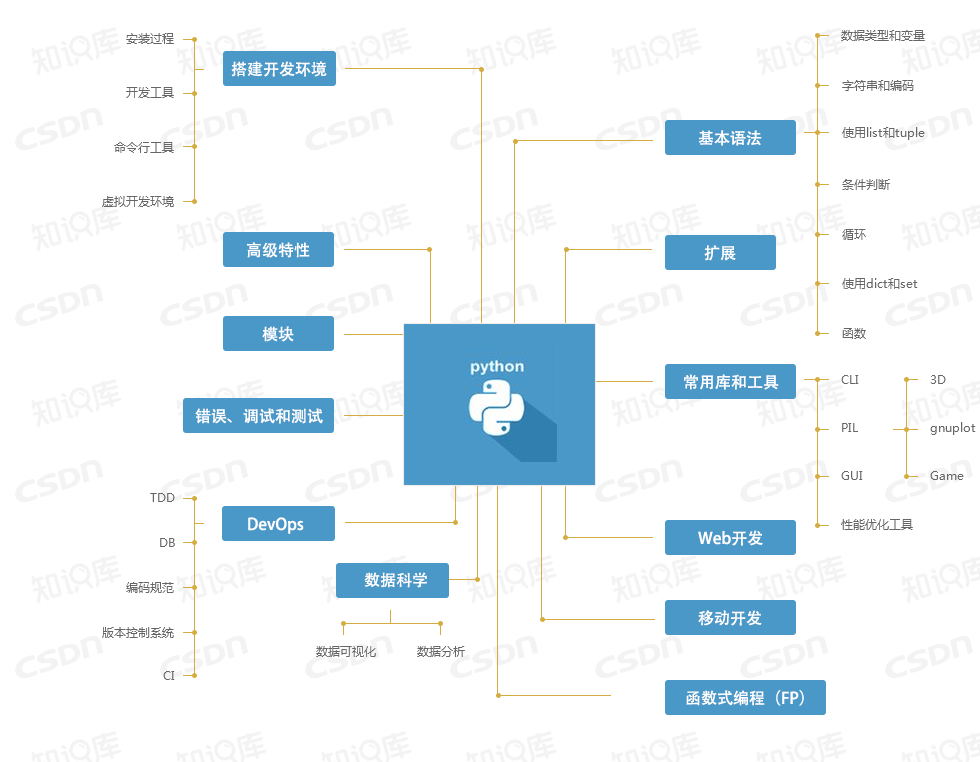 安装过程
搭建开发环境
开发工具
命令行工具
虚拟开发环境
高级特性
模块
错误、调试和测试
python
基本语法
数据类型和变量
字符串和编码
使用list和tuple
条件判断
循环
使用dict和set
函数
扩展
常用库和工具
CLI
3D
PIL
gnuplot
GUI
Game
性能优化工具
DevOps
TDD
DB
编码规范
版本控制系统
CI
数据科学
数据可视化
数据分析
Web开发
移动开发
函数式编程（FP）
知iQ库
CSDN